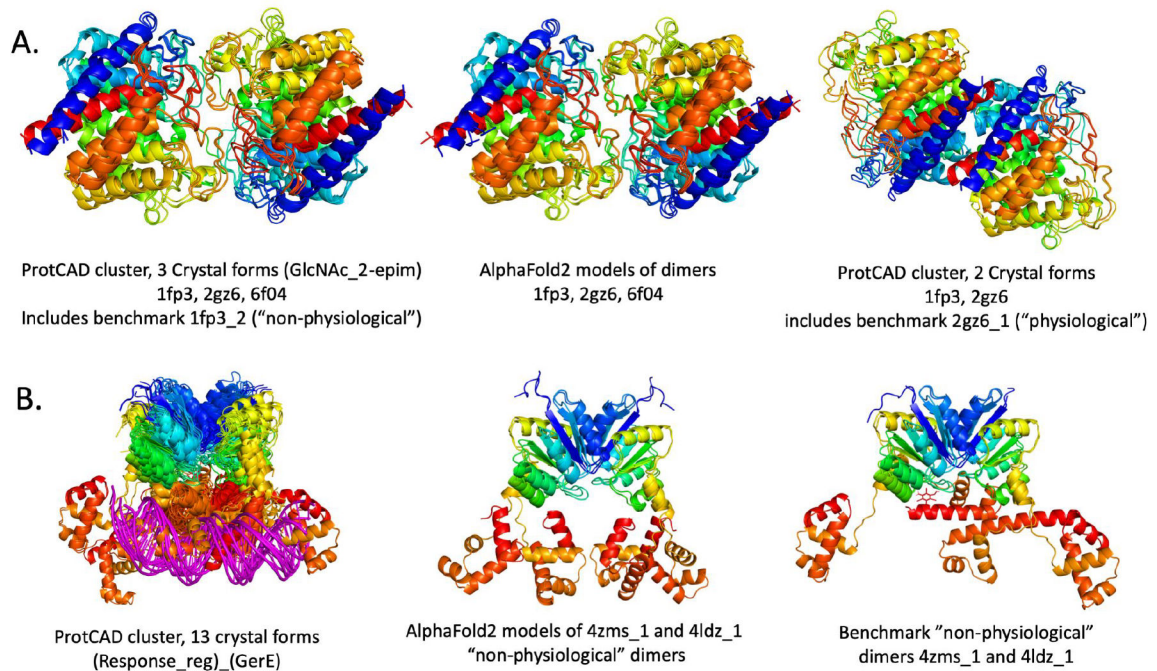 A.
ProtCAD cluster, 3 Crystal forms (GlcNAc_2-epim)
1fp3, 2gz6, 6f04
Includes benchmark 1fp3_2 (“non-physiological”)
AlphaFold2 models of dimers
1fp3, 2gz6, 6f04
ProtCAD cluster, 2 Crystal forms
1fp3, 2gz6
includes benchmark 2gz6_1 (“physiological”)
B.
ProtCAD cluster, 13 crystal forms
(Response_reg)_(GerE)
AlphaFold2 models of 4zms_1 and 4ldz_1
“non-physiological” dimers
Benchmark ”non-physiological”
dimers 4zms_1 and 4ldz_1